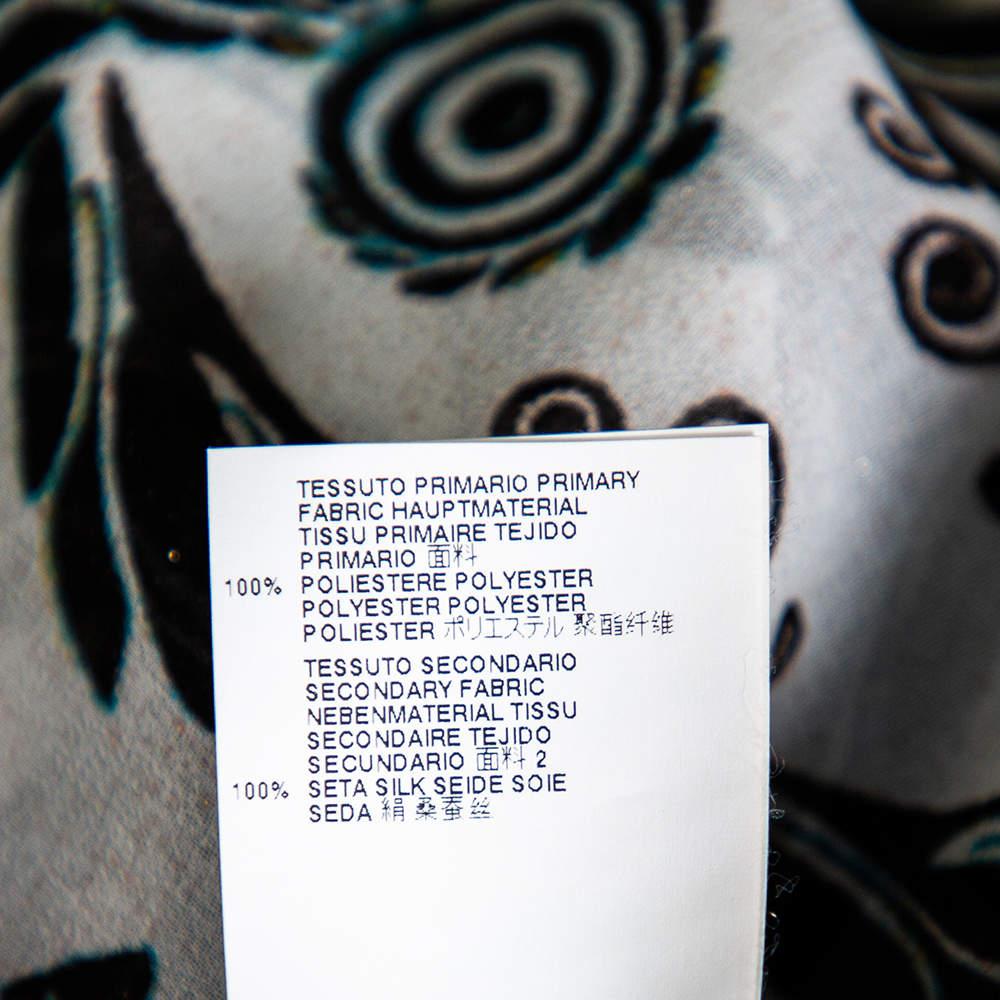 TESSUTO PRIMARIO PRIMARY
FABRIC HAUPTMATERIAL
TISSU PRIMAIRE TEJIDO
PRIMARIO 面料
100% POLIESTERE POLYESTER
POLYESTER POLYESTER
POLIESTER ポリエステル 聚酯纤维
TESSUTO SECONDARIO
SECONDARY FABRIC
NEBENMATERIAL TISSU
SECONDAIRE TEJIDO
SECUNDARIO 面料 2
100% SETA SILK SEIDE SOIE
SEDA 絹 桑蚕丝